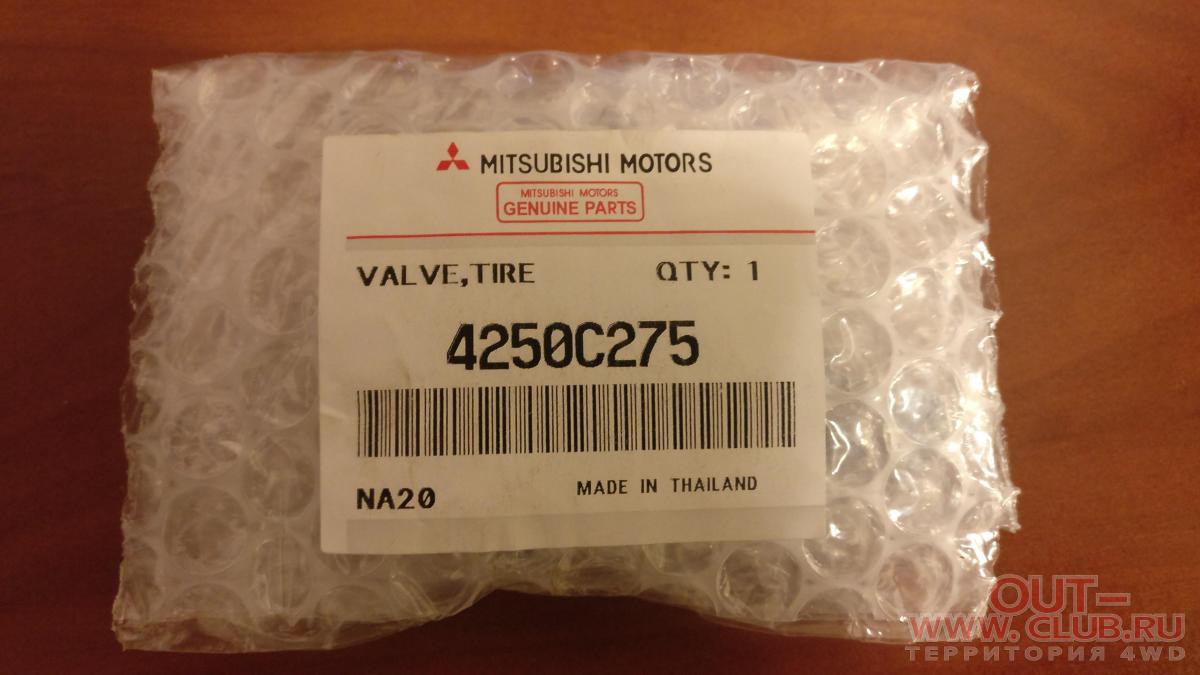 MITSUBISHI MOTORS
MITSUBISHI MOTORS
GENUINE PARTS
VALVE,TIRE QTY: 1
4250C275
NA20 MADE IN THAILAND
OUT-
WWW.CLUB.RU
ТЕРРИТОРИЯ 4WD